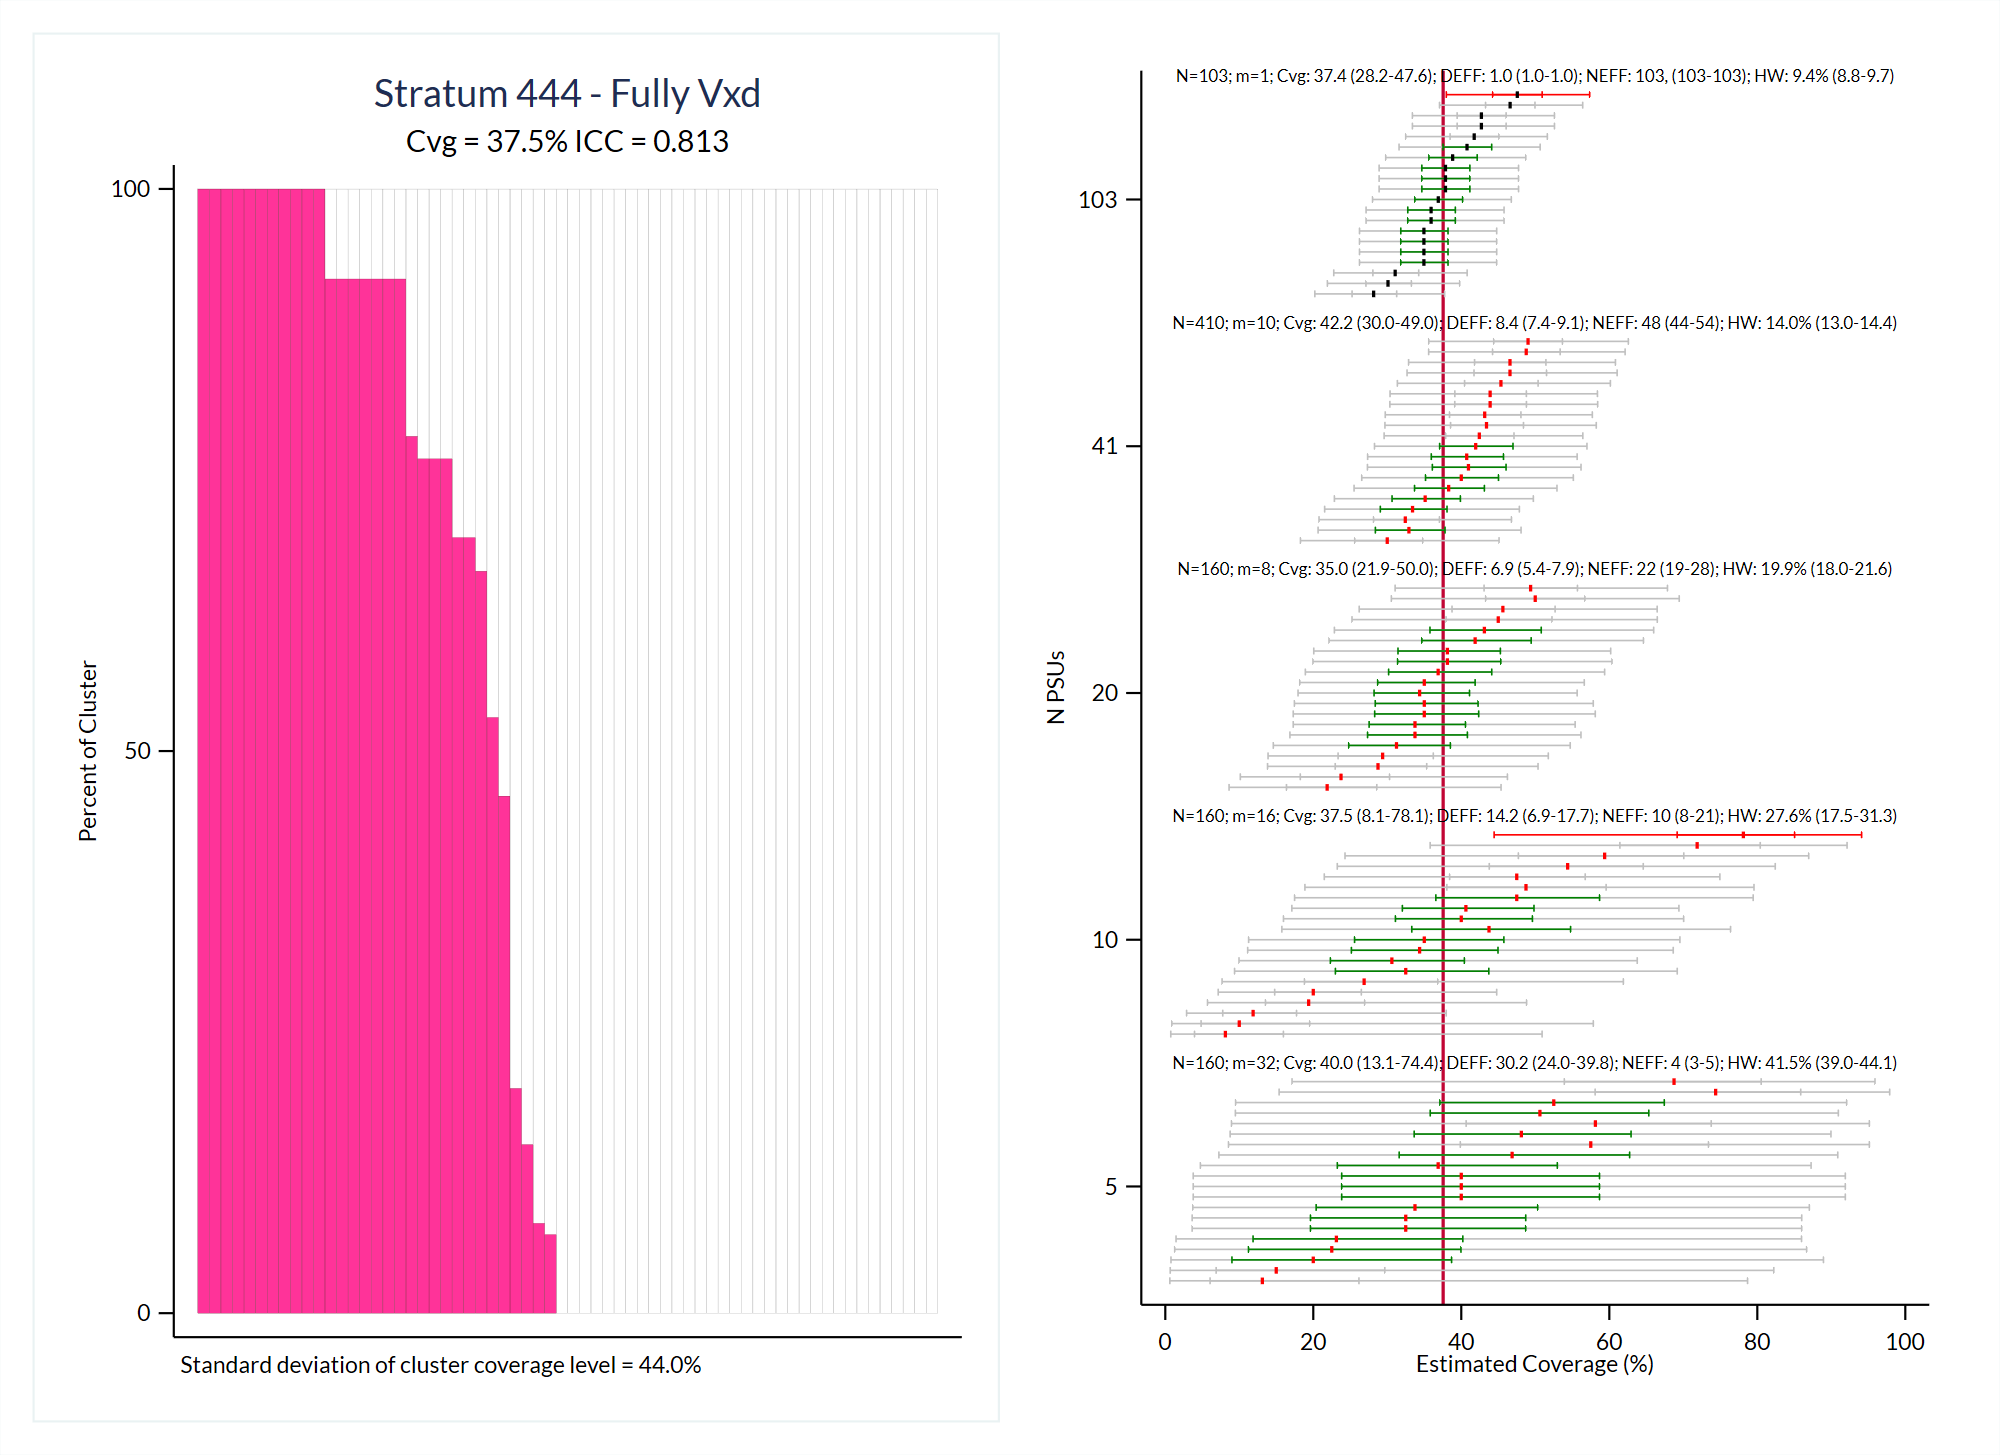 Stratum 444 - Fully Vxd
Cvg = 37.5% ICC = 0.813
100
50
0
Percent of Cluster
Standard deviation of cluster coverage level = 44.0%
N=103; m=1; Cvg: 37.4 (28.2-47.6); DEFF: 1.0 (1.0-1.0); NEFF: 103, (103-103); HW: 9.4% (8.8-9.7)
103
N=410; m=10; Cvg: 42.2 (30.0-49.0); DEFF: 8.4 (7.4-9.1); NEFF: 48 (44-54); HW: 14.0% (13.0-14.4)
41
N=160; m=8; Cvg: 35.0 (21.9-50.0); DEFF: 6.9 (5.4-7.9); NEFF: 22 (19-28); HW: 19.9% (18.0-21.6)
N PSUs
20
N=160; m=16; Cvg: 37.5 (8.1-78.1); DEFF: 14.2 (6.9-17.7); NEFF: 10 (8-21); HW: 27.6% (17.5-31.3)
10
N=160; m=32; Cvg: 40.0 (13.1-74.4); DEFF: 30.2 (24.0-39.8); NEFF: 4 (3-5); HW: 41.5% (39.0-44.1)
5
0 20 40 60 80 100
Estimated Coverage (%)